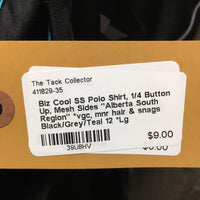 The Tack Collector
411829-35
Biz Cool SS Polo Shirt, 1/4 Button
Up, Mesh Sides "Alberta South
Region" *vgc, mnr hair & snags
Black/Grey/Teal 12 *Lg
$9.00
39U8HV